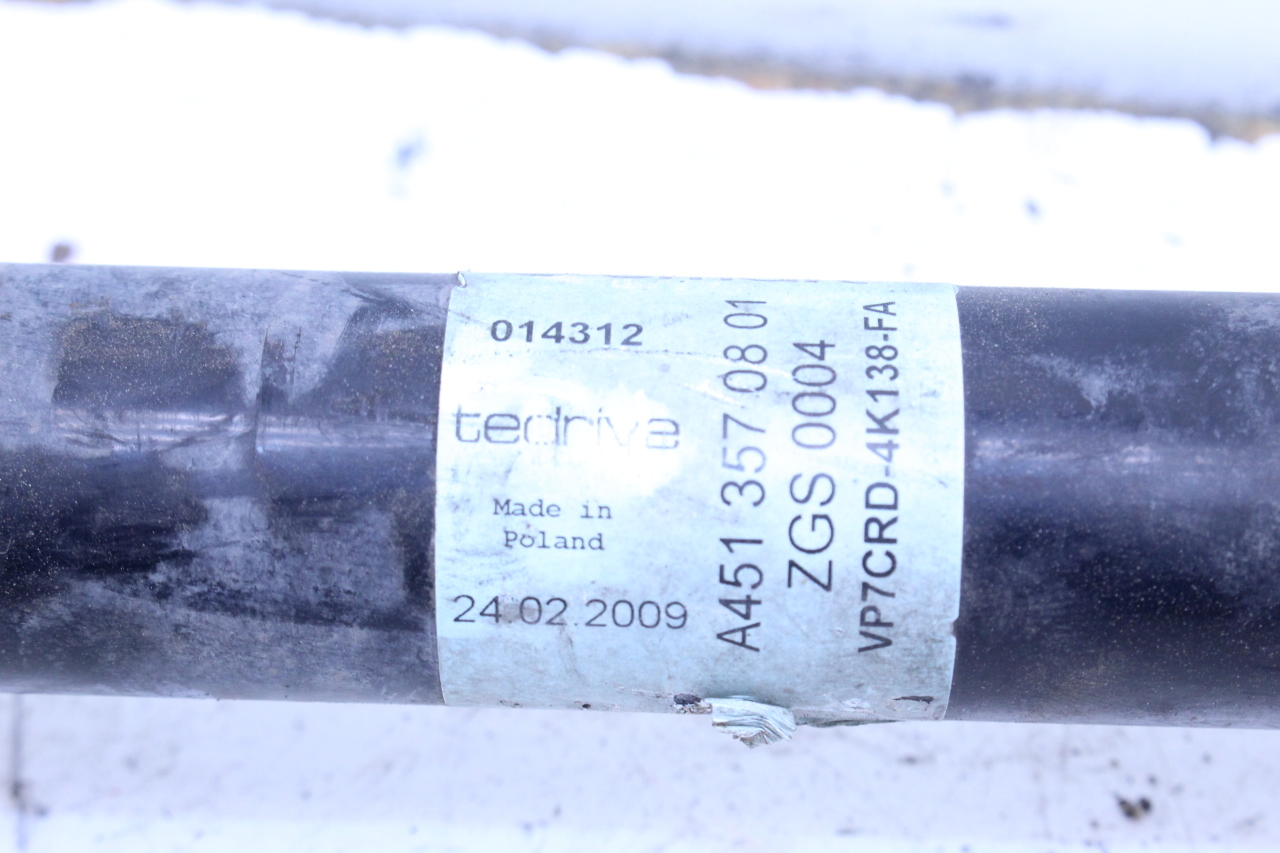 014312
tedrive
Made in
Poland
24.02.2009
A451 357 08 01
ZGS 0004
VP7CRD-4K138-FA